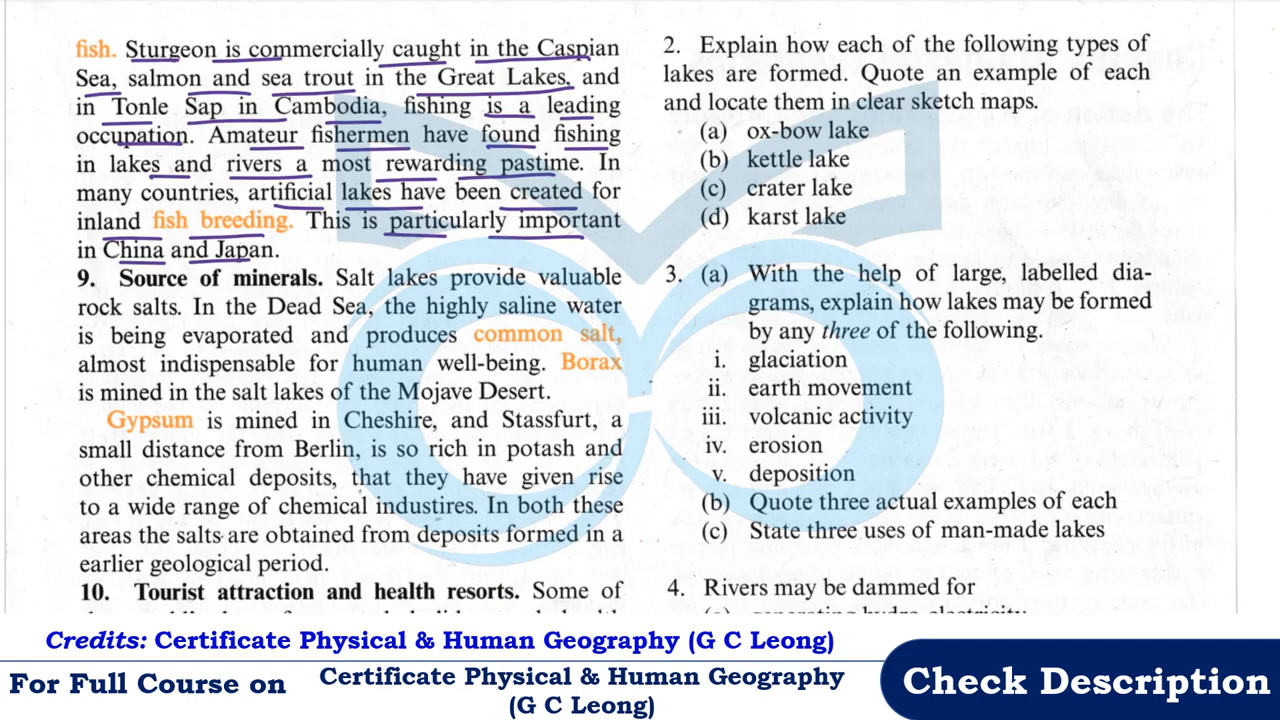 fish. Sturgeon is commercially caught in the Caspian
Sea, salmon and sea trout in the Great Lakes, and
in Tonle Sap in Cambodia, fishing is a leading
occupation. Amateur fishermen have found fishing
in lakes and rivers a most rewarding pastime. In
many countries, artificial lakes have been created for
inland fish breeding. This is particularly important
in China and Japan.
9. Source of minerals. Salt lakes provide valuable
rock salts. In the Dead Sea, the highly saline water
is being evaporated and produces common salt,
almost indispensable for human well-being. Borax
is mined in the salt lakes of the Mojave Desert.
Gypsum is mined in Cheshire, and Stassfurt, a
small distance from Berlin, is so rich in potash and
other chemical deposits, that they have given rise
to a wide range of chemical industires. In both these
areas the salts are obtained from deposits formed in a
earlier geological period.
10. Tourist attraction and health resorts. Some of
2. Explain how each of the following types of
lakes are formed. Quote an example of each
and locate them in clear sketch maps.
(a) ox-bow lake
(b) kettle lake
(c) crater lake
(d) karst lake
3. (a) With the help of large, labelled dia-
grams, explain how lakes may be formed
by any three of the following.
i. glaciation
ii. earth movement
iii. volcanic activity
iv. erosion
v. deposition
(b) Quote three actual examples of each
(c) State three uses of man-made lakes
4. Rivers may be dammed for
Credits: Certificate Physical & Human Geography (G C Leong)
For Full Course on
Certificate Physical & Human Geography
(G C Leong)
Check Description